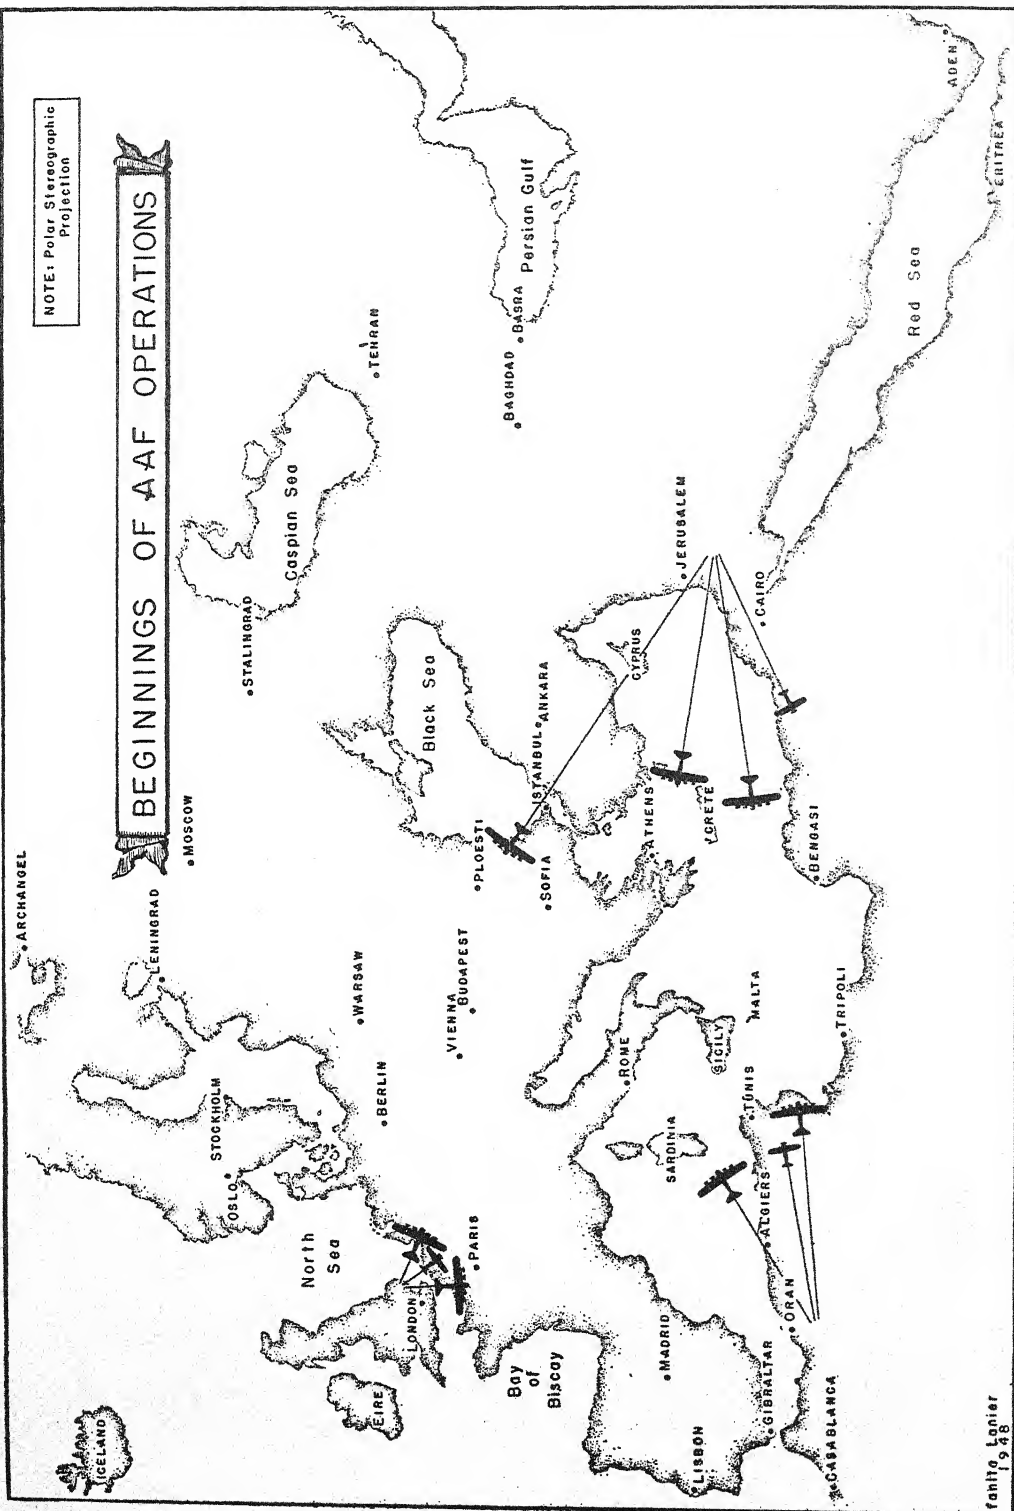 BEGINNINGS OF AAF OPERATIONS
NOTE: Polar Stereographic
Projection
ICELAND
ARCHANGEL
LENINGRAD
MOSCOW
STOCKHOLM
OSLO
STALINGRAD
Caspian Sea
TEHRAN
North
Sea
EIRE
LONDON
BERLIN
WARSAW
PARIS
VIENNA
BUDAPEST
PLOESTI
SOFIA
Black Sea
ISTANBUL
ANKARA
BAGHDAD
BASRA
Persian Gulf
Bay
of
Biscay
MADRID
LISBON
GIBRALTAR
ROME
SARDINIA
SICILY
MALTA
ATHENS
CRETE
CYPRUS
JERUSALEM
CAIRO
Red Sea
ADEN
ERITREA
CASABLANCA
ORAN
ALGIERS
TUNIS
TRIPOLI
BENGASI
Lanier
1948